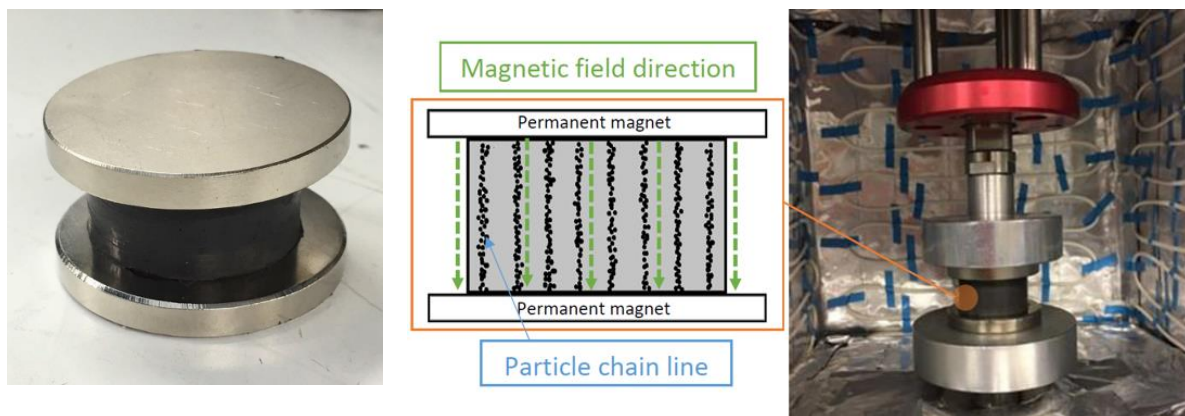 Magnetic field direction
Permanent magnet
Permanent magnet
Particle chain line